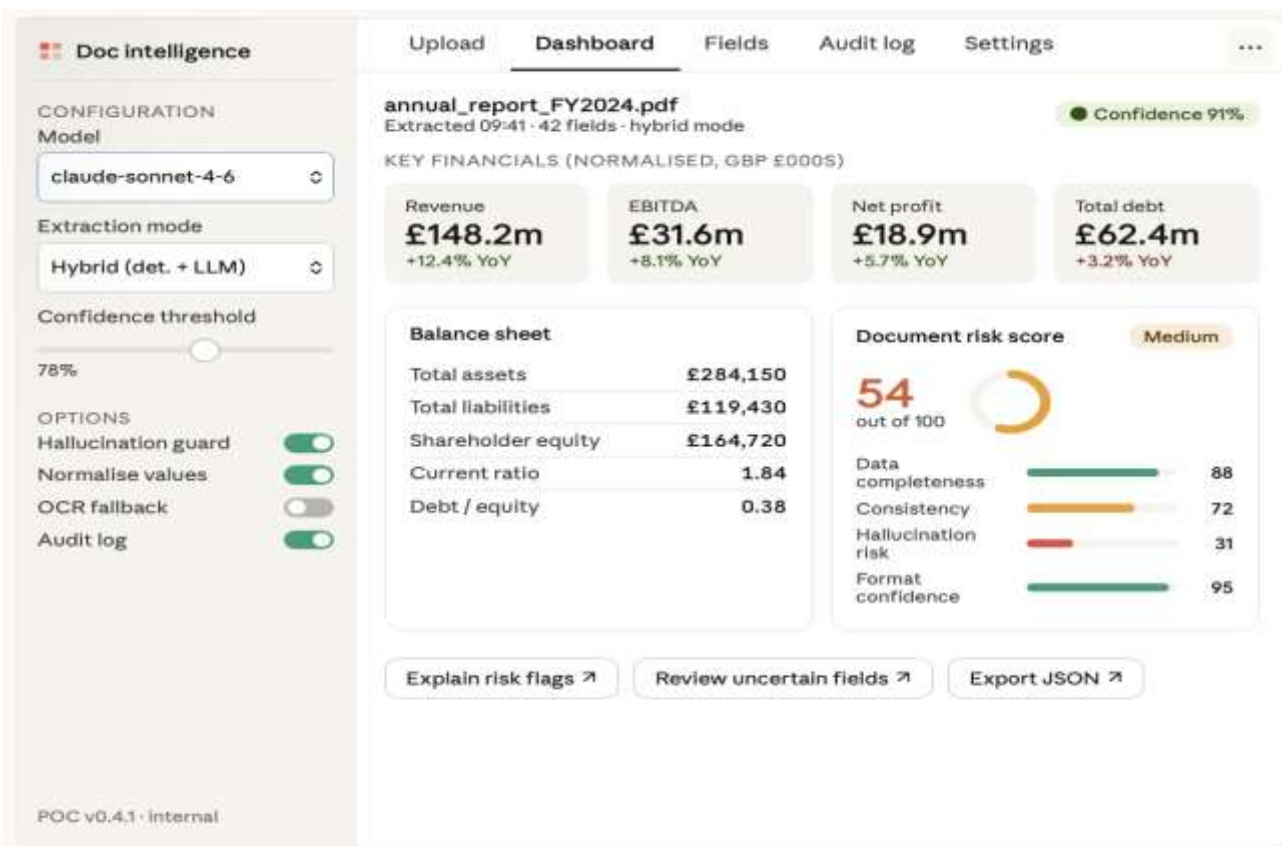 Doc intelligence
CONFIGURATION
Model
claude-sonnet-4-6
Extraction mode
Hybrid (det. + LLM)
Confidence threshold
78%
OPTIONS
Hallucination guard
Normalise values
OCR fallback
Audit log
POC v0.4.1 · internal
Upload Dashboard Fields Audit log Settings ...
annual_report_FY2024.pdf
Extracted 09:41 · 42 fields · hybrid mode
Confidence 91%
KEY FINANCIALS (NORMALISED, GBP £000S)
Revenue
£148.2m
+12.4% YoY
EBITDA
£31.6m
+8.1% YoY
Net profit
£18.9m
+5.7% YoY
Total debt
£62.4m
+3.2% YoY
Balance sheet
Total assets £284,150
Total liabilities £119,430
Shareholder equity £164,720
Current ratio 1.84
Debt / equity 0.38
Document risk score Medium
54
out of 100
Data
completeness 88
Consistency 72
Hallucination
risk 31
Format
confidence 95
Explain risk flags ↗ Review uncertain fields ↗ Export JSON ↗